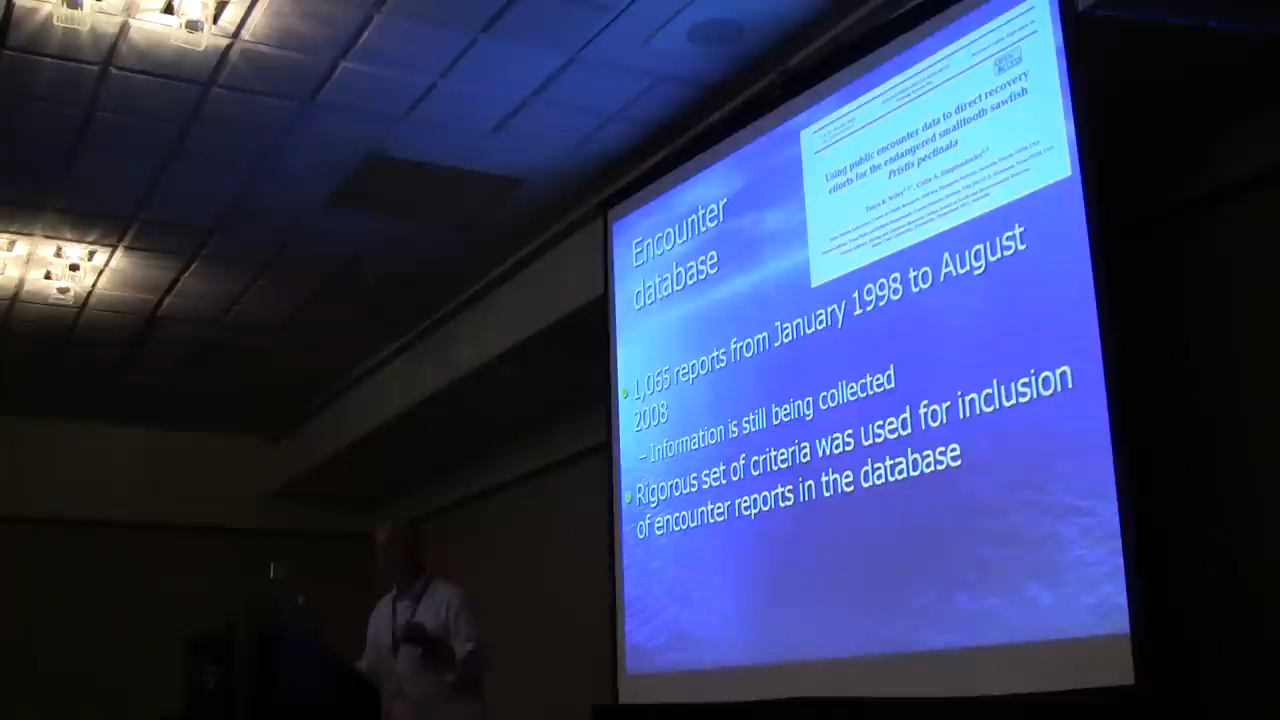 OPEN
ACCESS
Using public encounter data to direct recovery
efforts for the endangered smalltooth sawfish
Pristis pectinata
Encounter
database
1,065 reports from January 1998 to August
2008
– Information is still being collected
Rigorous set of criteria was used for inclusion
of encounter reports in the database